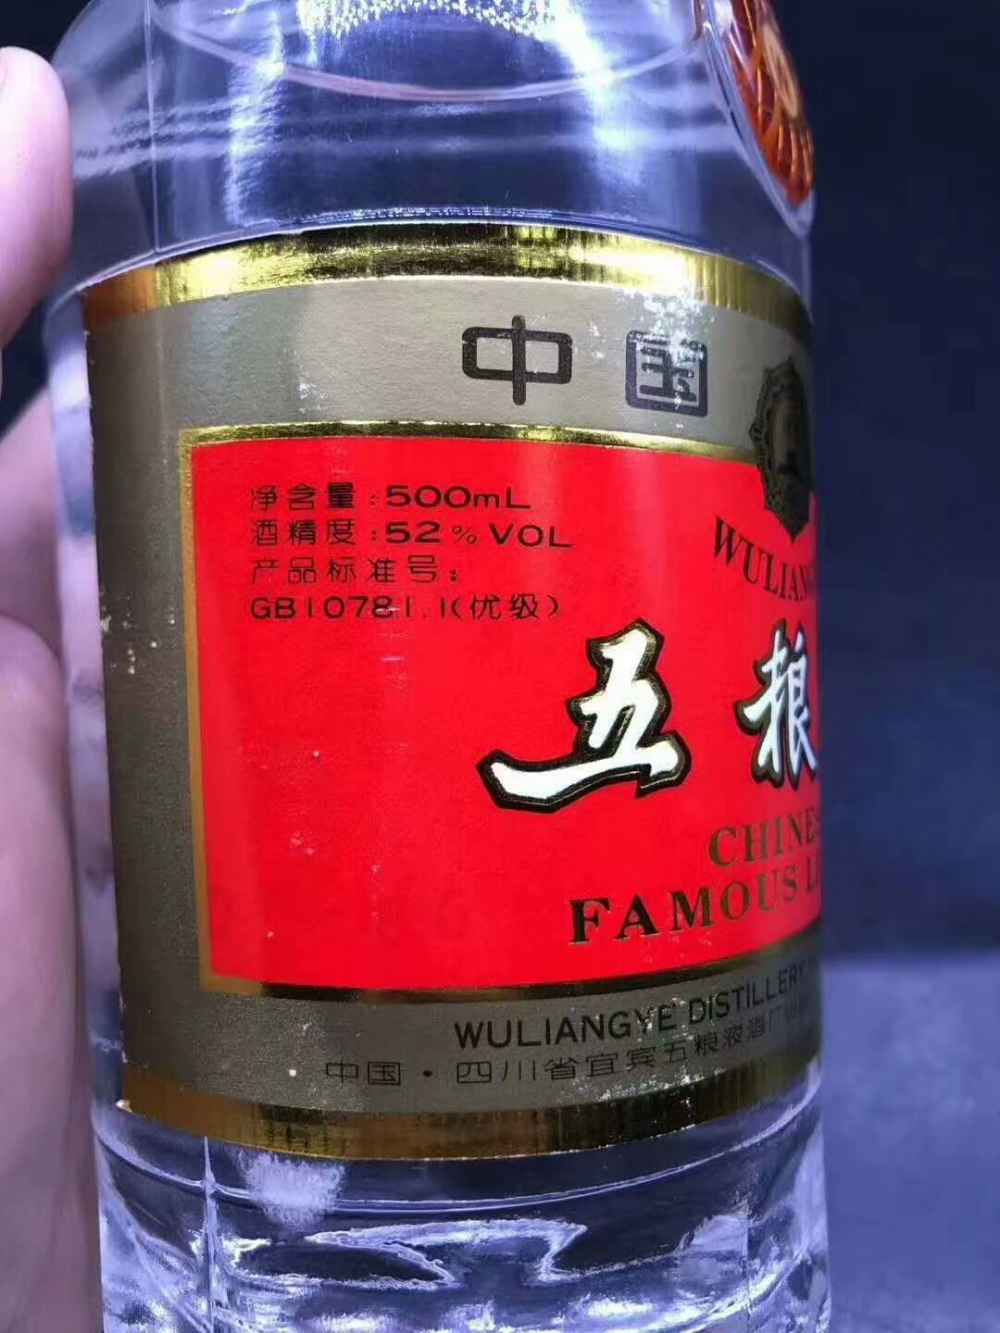 中国
净含量:500mL
酒精度:52%VOL
产品标准号:
GB10781.1(优级)
五粮
CHINES
FAMOUS
WULIANGYE DISTILLERY
中国·四川省宜宾五粮液酒厂